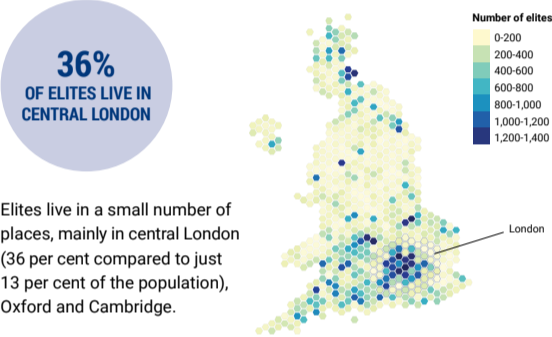 36%
OF ELITES LIVE IN
CENTRAL LONDON
Elites live in a small number of
places, mainly in central London
(36 per cent compared to just
13 per cent of the population),
Oxford and Cambridge.
Number of elites
0-200
200-400
400-600
600-800
800-1,000
1,000-1,200
1,200-1,400
London